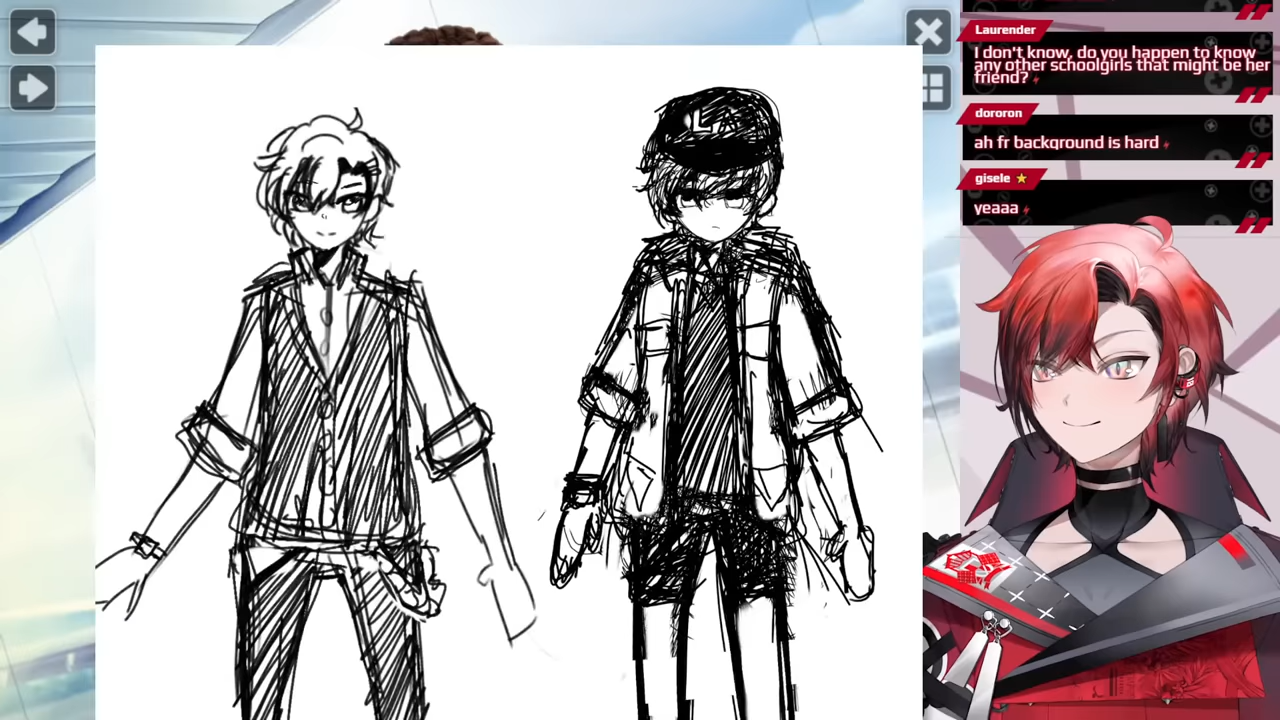 Laurender
I don't know, do you happen to know
any other schoolgirls that might be her
friend?
dororon
ah fr background is hard
gisele
yeaaa
LA